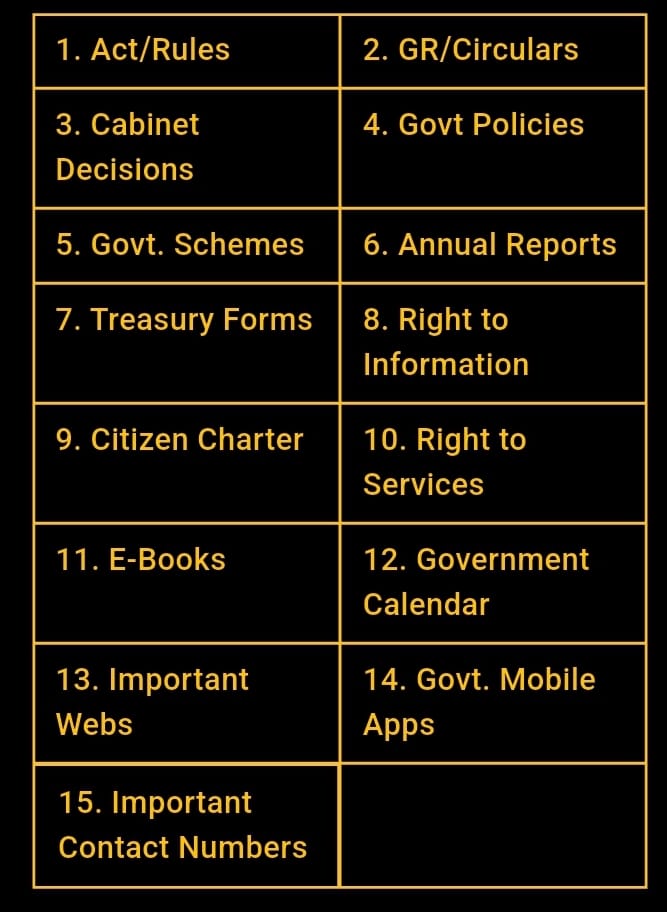 1. Act/Rules
2. GR/Circulars
3. Cabinet
Decisions
4. Govt Policies
5. Govt. Schemes
6. Annual Reports
7. Treasury Forms
8. Right to
Information
9. Citizen Charter
10. Right to
Services
11. E-Books
12. Government
Calendar
13. Important
Webs
14. Govt. Mobile
Apps
15. Important
Contact Numbers